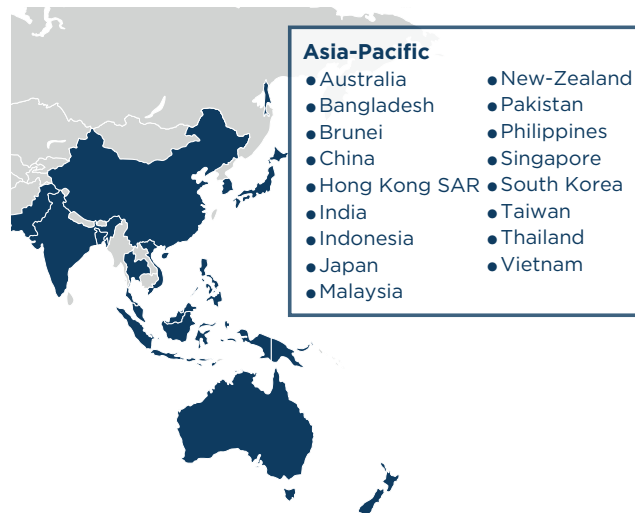 Asia-Pacific
● Australia
● Bangladesh
● Brunei
● China
● Hong Kong SAR
● India
● Indonesia
● Japan
● Malaysia
● New-Zealand
● Pakistan
● Philippines
● Singapore
● South Korea
● Taiwan
● Thailand
● Vietnam